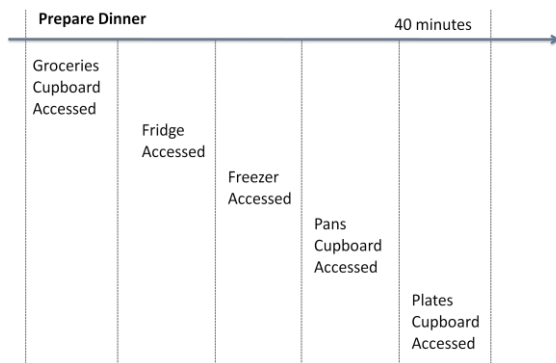 Prepare Dinner
40 minutes
Groceries
Cupboard
Accessed
Fridge
Accessed
Freezer
Accessed
Pans
Cupboard
Accessed
Plates
Cupboard
Accessed